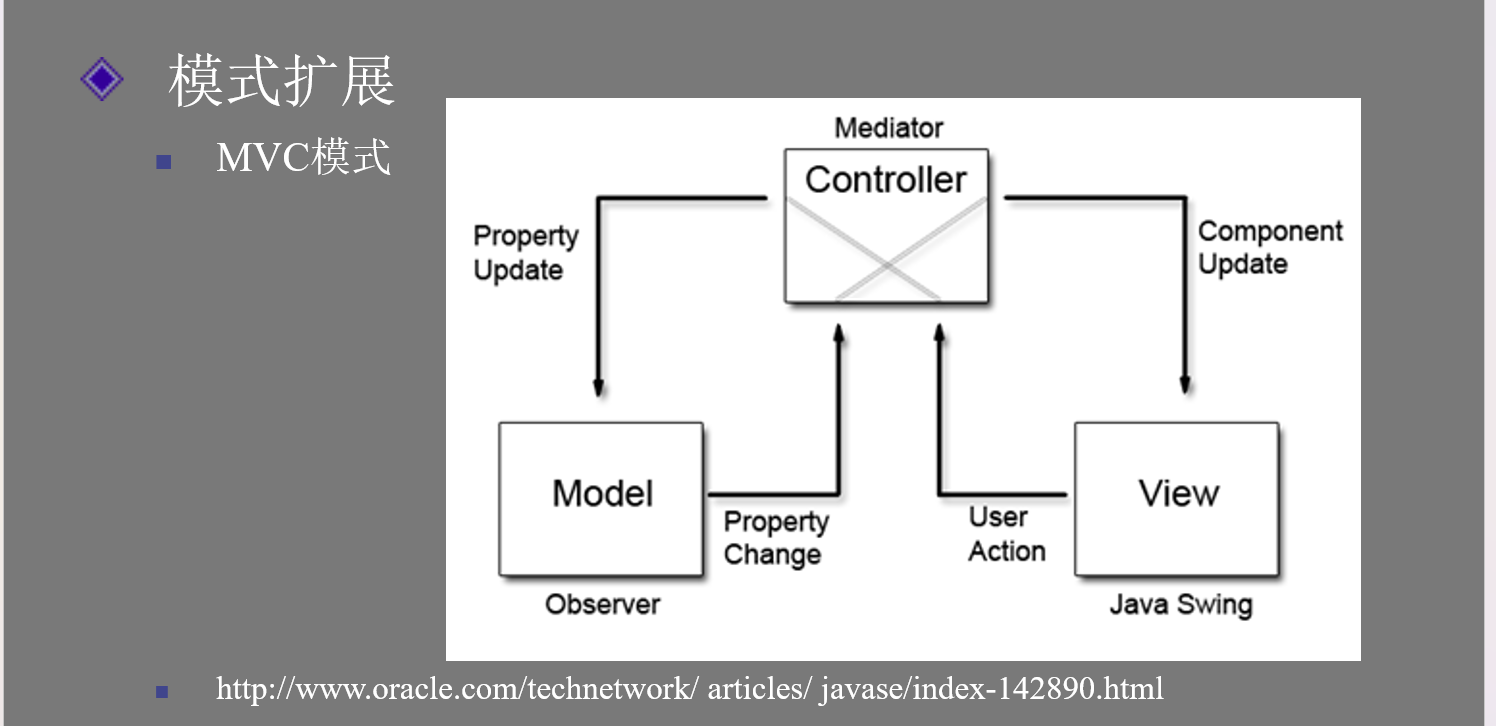 模式扩展
MVC模式
Mediator
Controller
Property
Update
Component
Update
Model
Property
Change
Observer
User
Action
View
Java Swing
http://www.oracle.com/technetwork/ articles/ javase/index-142890.html